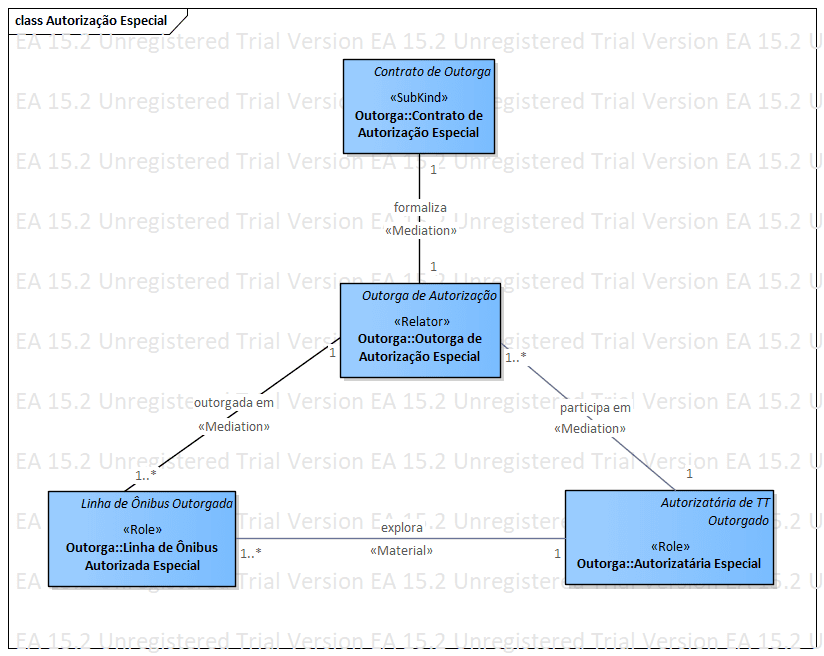 class Autorização Especial
EA 15.2 Unregistered Trial Version EA 15.2 Unregistered Trial Version EA 15.2 U
Contrato de Outorga
«SubKind»
Outorga::Contrato de
Autorização Especial
1
formaliza
«Mediation»
1
Outorga de Autorização
«Relator»
Outorga::Outorga de
Autorização Especial
1
1..*
outorgada em
«Mediation»
participa em
«Mediation»
1..*
1
Linha de Ônibus Outorgada
«Role»
Outorga::Linha de Ônibus
Autorizada Especial
explora
«Material»
1..*
1
Autorizatária de TT
Outorgado
«Role»
Outorga::Autorizatária Especial